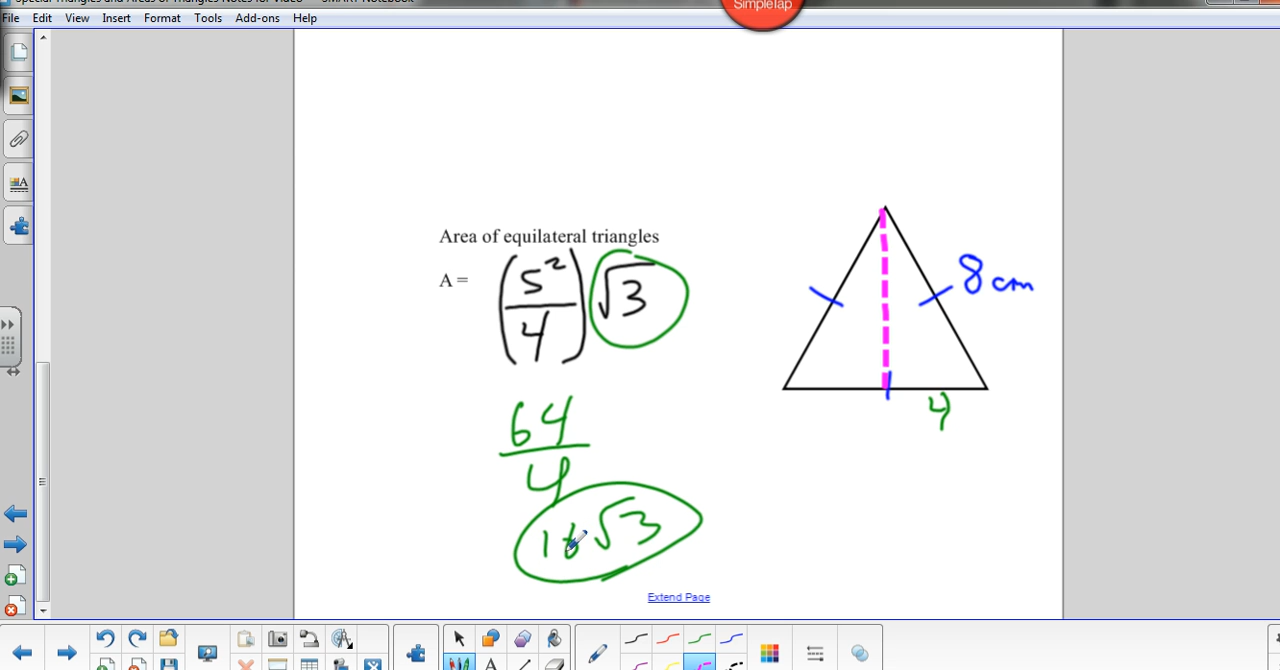 Special Triangles and Areas of Triangles Notes for Video - SMART Notebook
SimpleTap
File Edit View Insert Format Tools Add-ons Help
Area of equilateral triangles
A = (s²/4) √3
8 cm
4
64/4
16√3
Extend Page
A